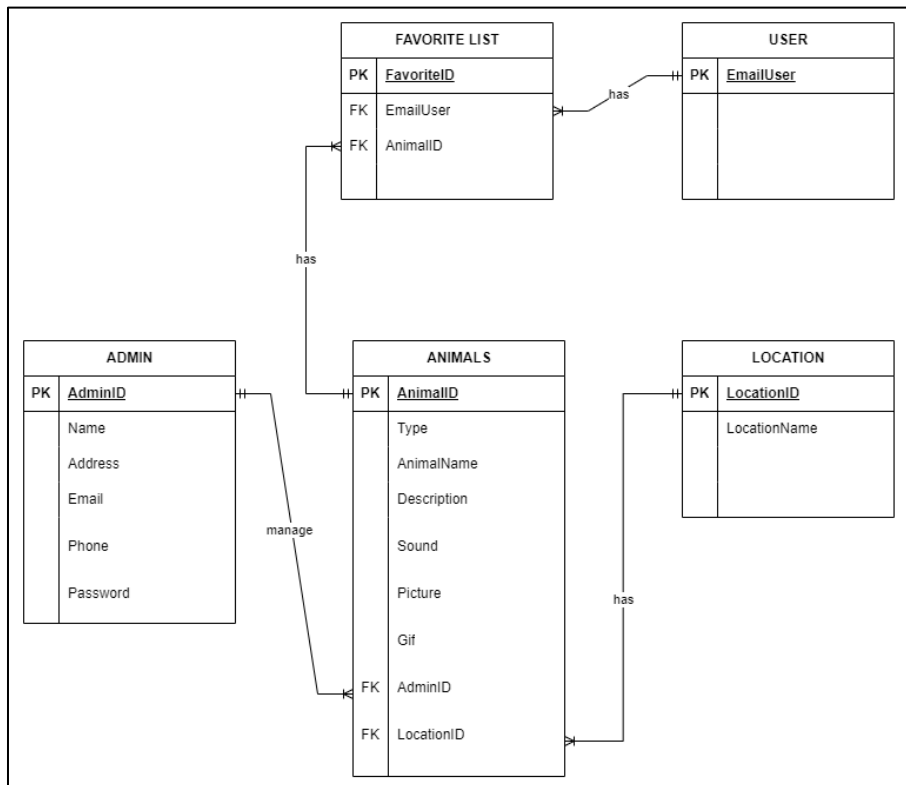 FAVORITE LIST
PK FavoriteID
FK EmailUser
FK AnimalID
USER
PK EmailUser
has
has
ADMIN
PK AdminID
Name
Address
Email
Phone
Password
manage
ANIMALS
PK AnimalID
Type
AnimalName
Description
Sound
Picture
Gif
FK AdminID
FK LocationID
LOCATION
PK LocationID
LocationName
has